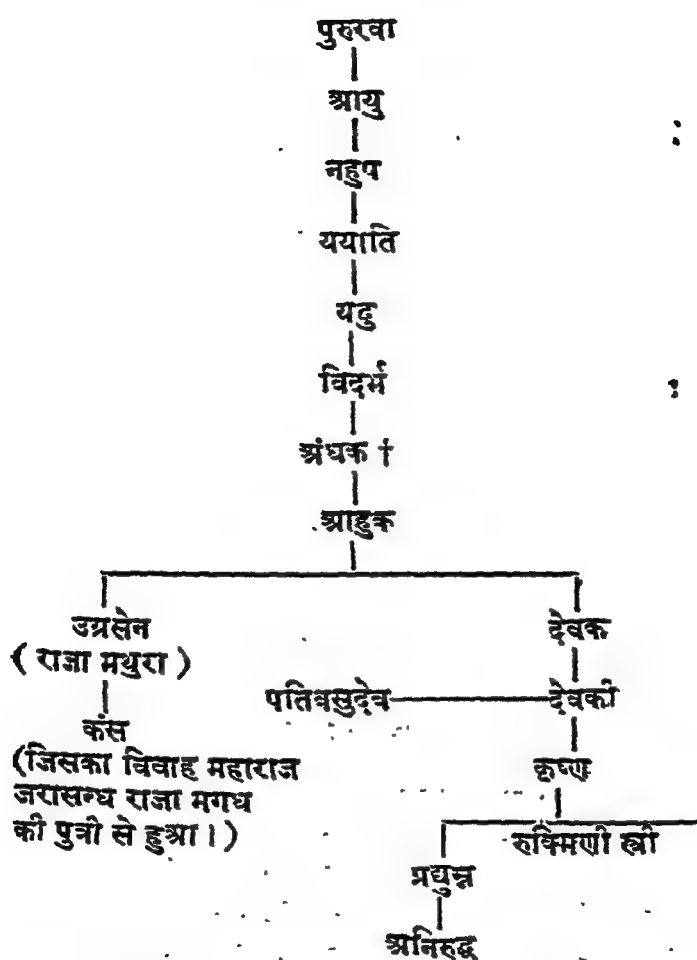 पुरुरवा
आयु
नहुष
ययाति
यदु
विदर्भ
अंधक †
आहुक
उग्रसेन देवक
( राजा मथुरा )
पतिवसुदेव देवकी
कंस
(जिसका विवाह महाराज कृष्ण
जरासन्ध राजा मगध
की पुत्री से हुआ।) रुक्मिणी स्त्री
प्रद्युम्न
अनिरुद्ध